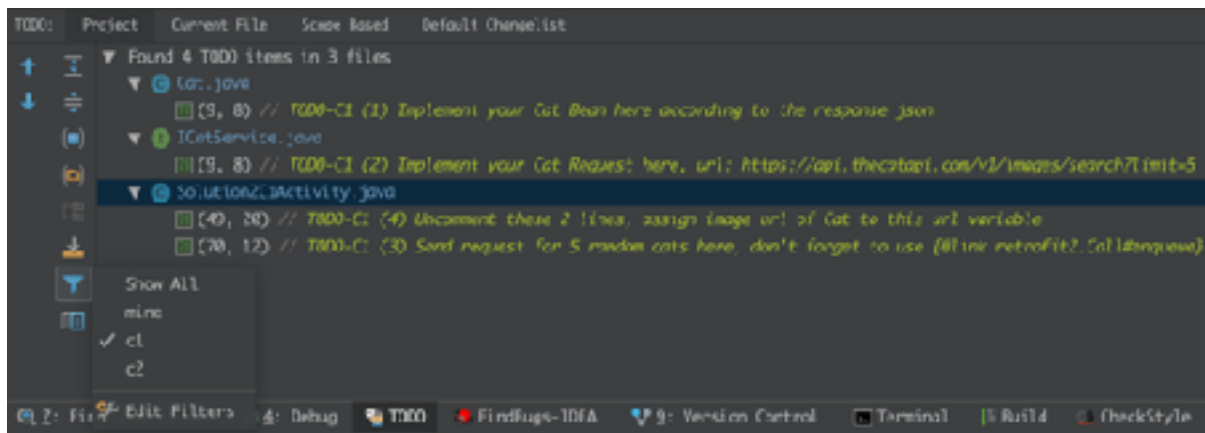 TODO: Project Current File Scope Based Default Changelist
Found 4 TODO items in 3 files
Cat.java
(9, 8) // TODO-C1 (1) Implement your Cat Bean here according to the response json
ICatService.java
(9, 8) // TODO-C1 (2) Implement your Cat Request here, url: https://api.thecatapi.com/v1/images/search?limit=5
Solution2C1Activity.java
(49, 20) // TODO-C1 (4) Uncomment these 2 lines, assign image url of Cat to this url variable
(70, 12) // TODO-C1 (3) Send request for 5 random cats here, don't forget to use {@link retrofit2.Call#enqueue}
Show All
mine
c1
c2
Edit Filters
4: Debug TODO FindBugs-IDEA 9: Version Control Terminal Build CheckStyle